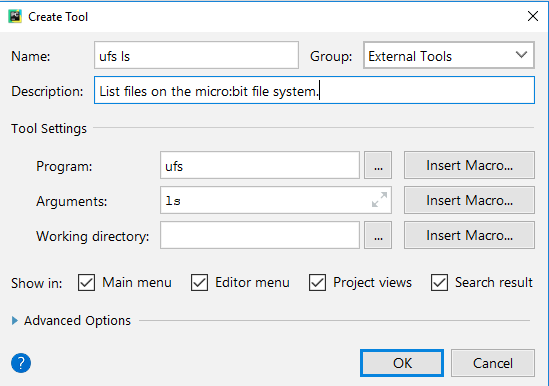 Create Tool
Name: ufs ls Group: External Tools
Description: List files on the micro:bit file system.
Tool Settings
Program: ufs ... Insert Macro...
Arguments: ls Insert Macro...
Working directory: ... Insert Macro...
Show in: Main menu Editor menu Project views Search result
Advanced Options
? OK Cancel